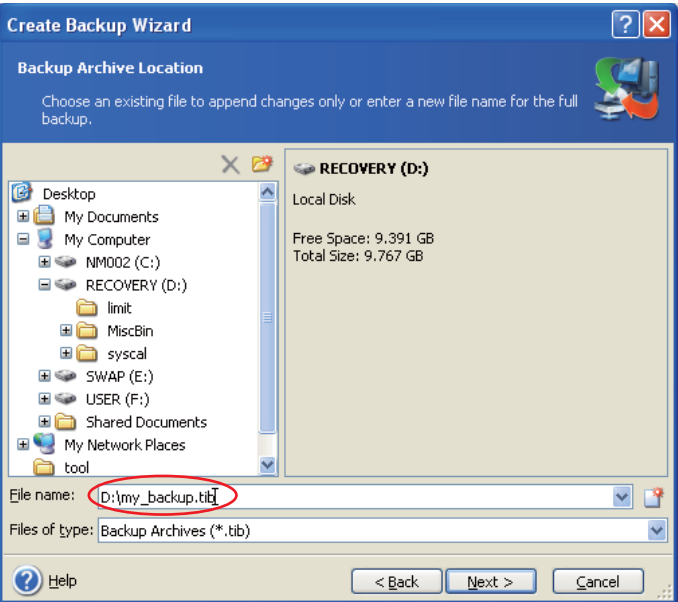 Create Backup Wizard
Backup Archive Location
Choose an existing file to append changes only or enter a new file name for the full
backup.
Desktop
My Documents
My Computer
NM002 (C:)
RECOVERY (D:)
limit
MiscBin
syscal
SWAP (E:)
USER (F:)
Shared Documents
My Network Places
tool
RECOVERY (D:)
Local Disk
Free Space: 9.391 GB
Total Size: 9.767 GB
File name: D:\my_backup.tib
Files of type: Backup Archives (*.tib)
Help < Back Next > Cancel